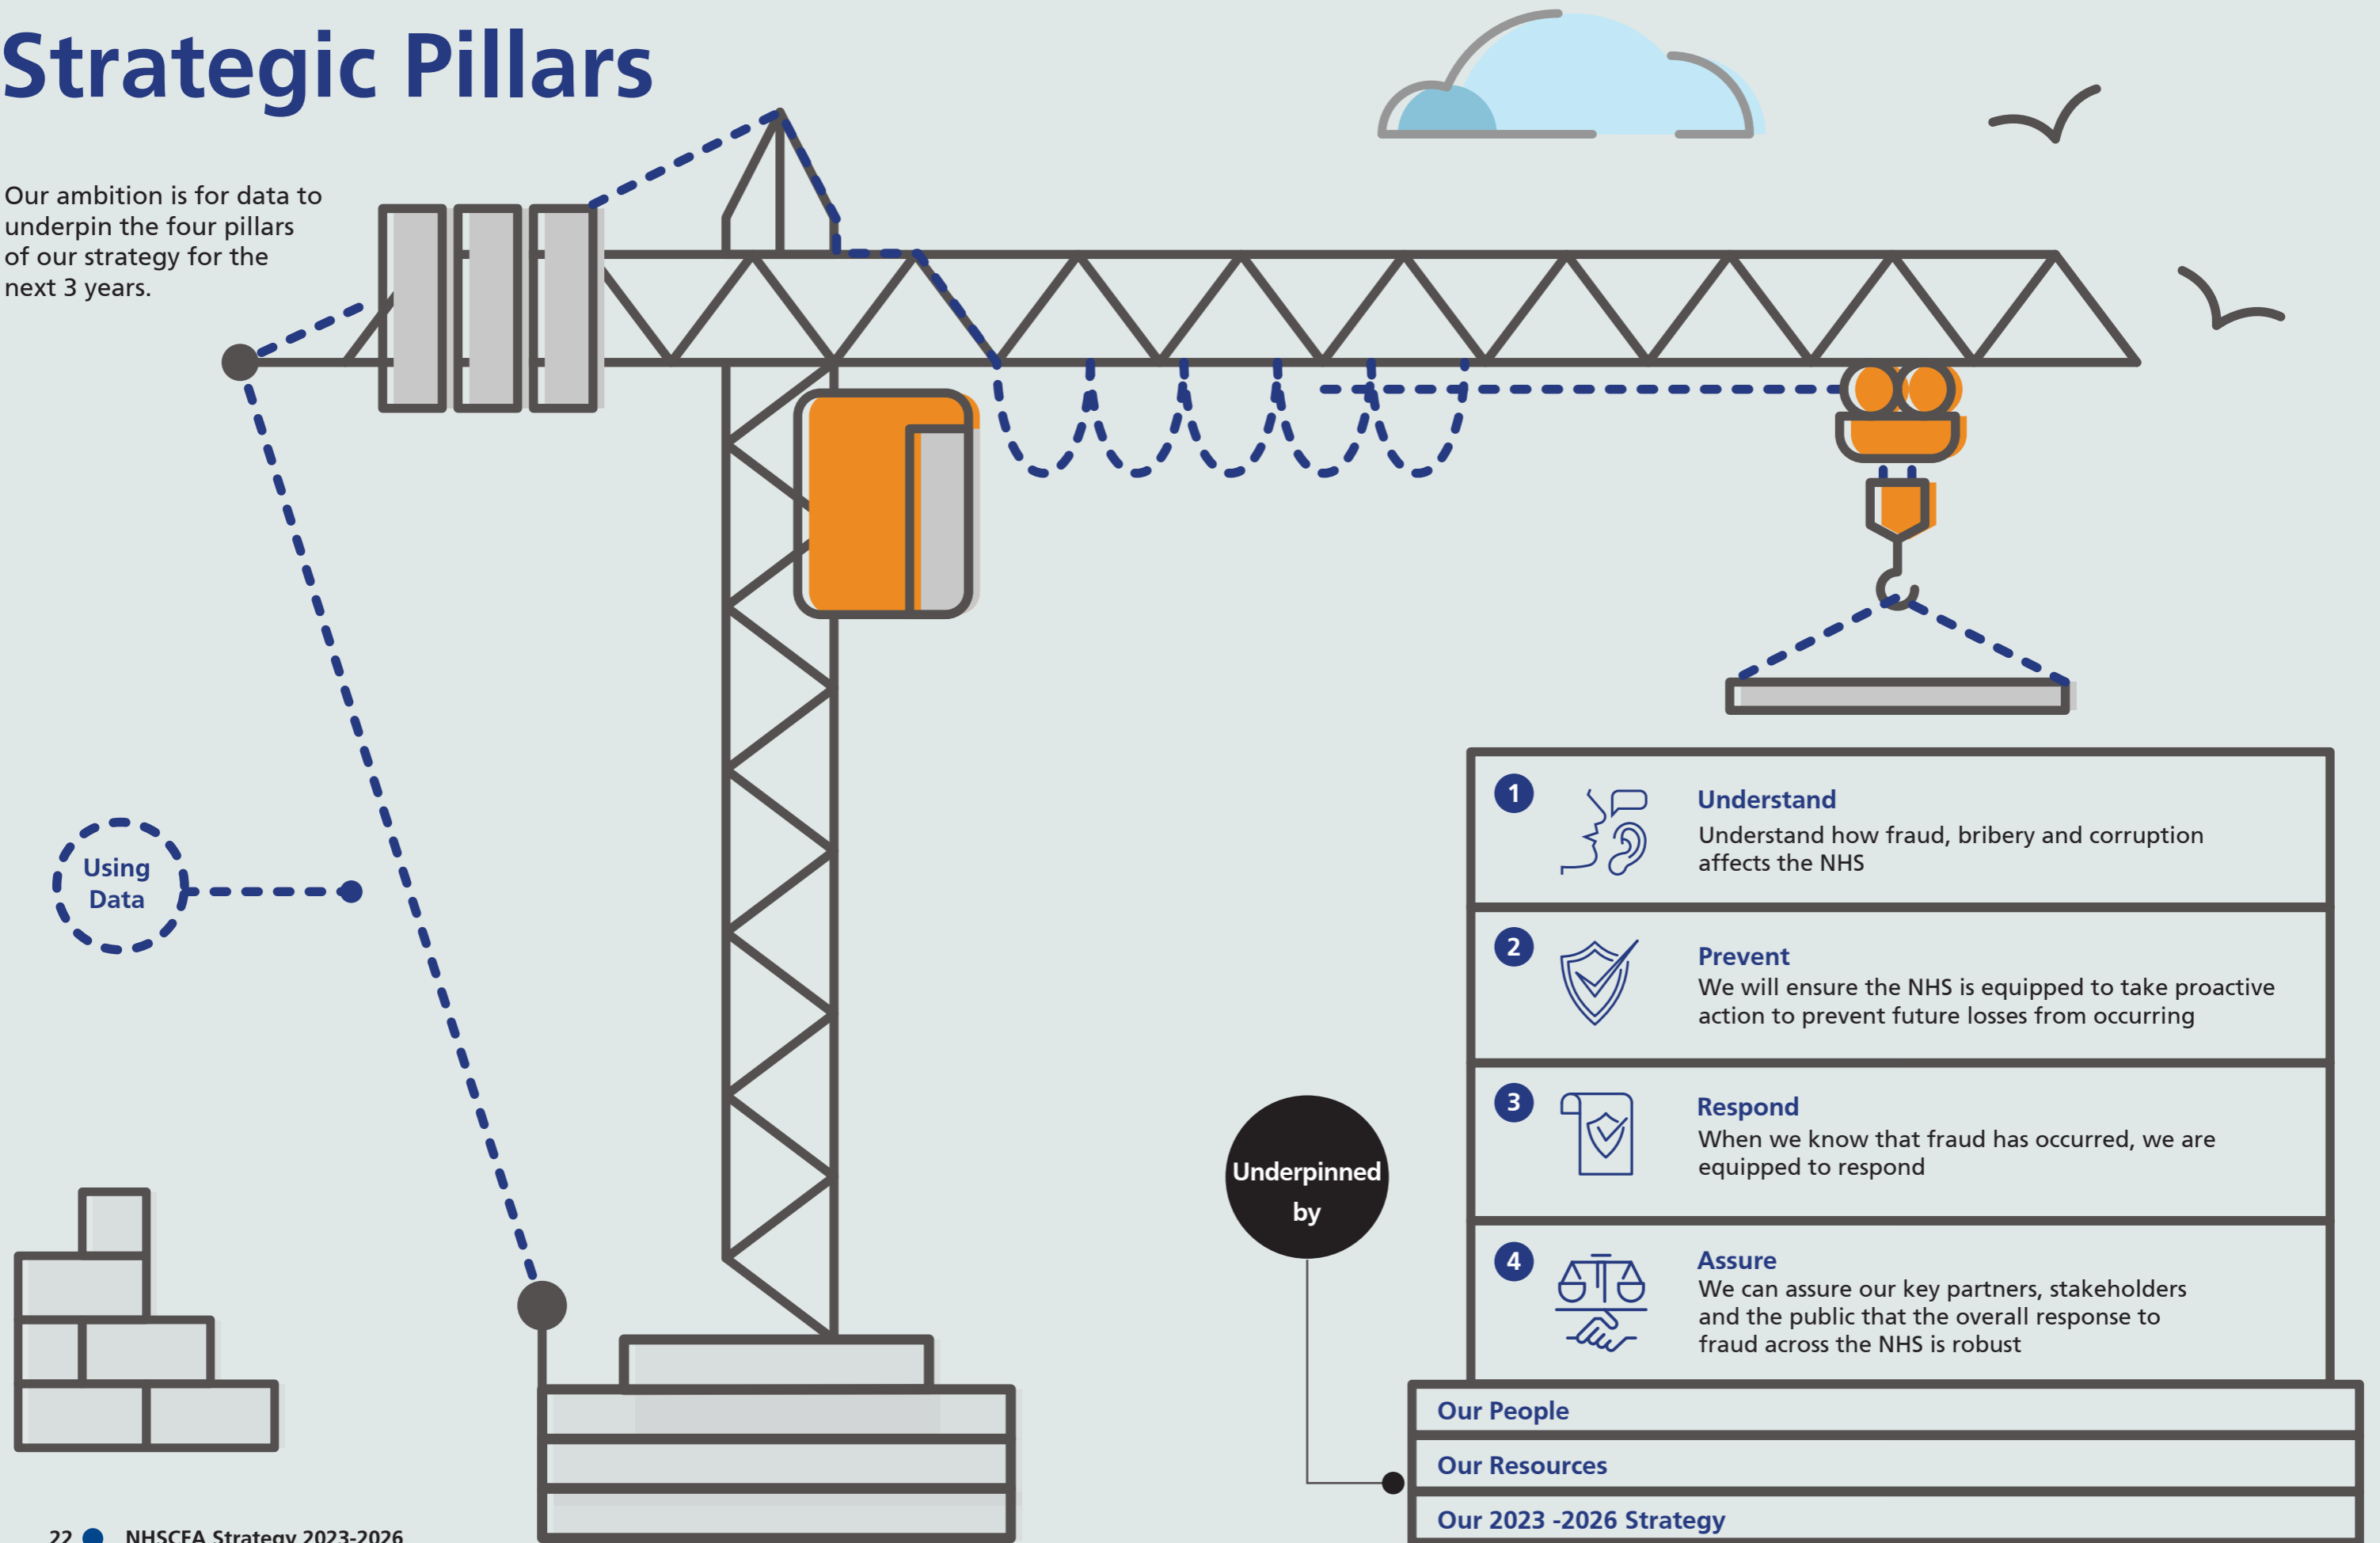 Strategic Pillars
Our ambition is for data to
underpin the four pillars
of our strategy for the
next 3 years.
Using
Data
1
Understand
Understand how fraud, bribery and corruption
affects the NHS
2
Prevent
We will ensure the NHS is equipped to take proactive
action to prevent future losses from occurring
3
Respond
When we know that fraud has occurred, we are
equipped to respond
4
Assure
We can assure our key partners, stakeholders
and the public that the overall response to
fraud across the NHS is robust
Underpinned
by
Our People
Our Resources
Our 2023 -2026 Strategy
22 NHSCFA Strategy 2023-2026